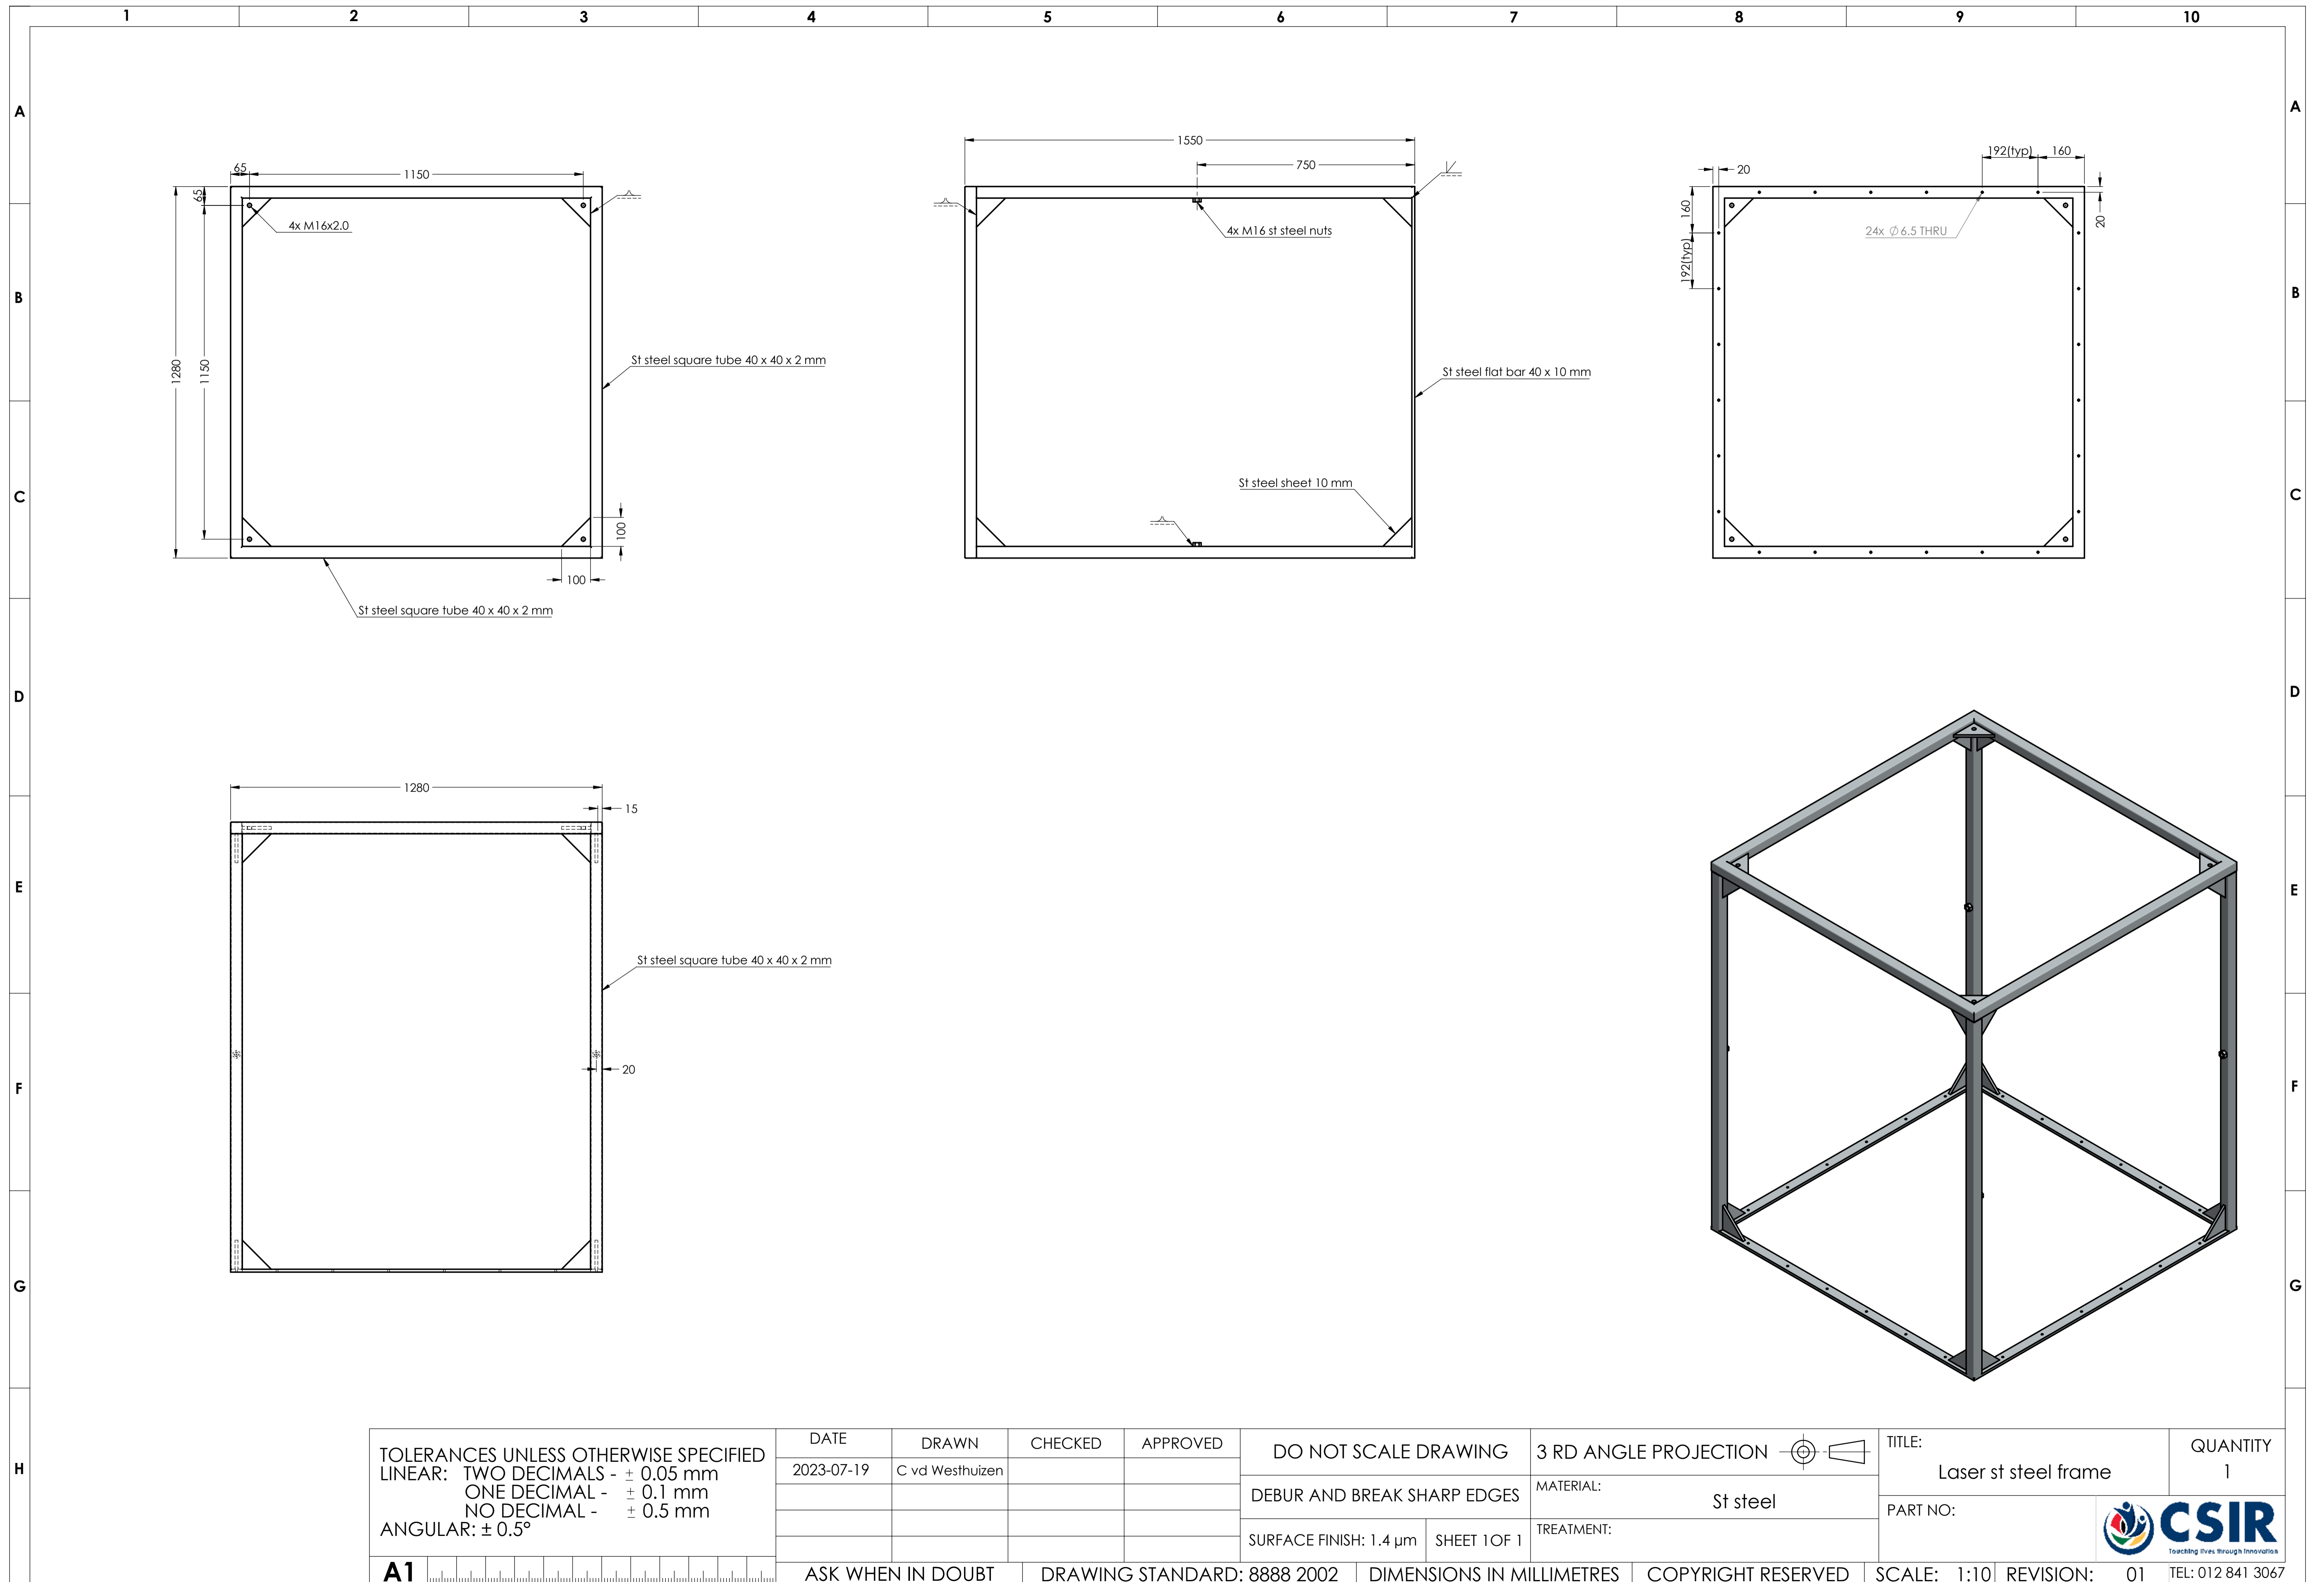 1 2 3 4 5 6 7 8 9 10
A A
B B
C C
D D
E E
F F
G G
H
65
1150
65
4x M16x2.0
1280
1150
St steel square tube 40 x 40 x 2 mm
100
100
St steel square tube 40 x 40 x 2 mm
1550
750
4x M16 st steel nuts
St steel flat bar 40 x 10 mm
St steel sheet 10 mm
192(typ)
160
20
160
20
24x Ø 6.5 THRU
192(typ)
1280
15
St steel square tube 40 x 40 x 2 mm
20
TOLERANCES UNLESS OTHERWISE SPECIFIED
LINEAR: TWO DECIMALS - ± 0.05 mm
ONE DECIMAL - ± 0.1 mm
NO DECIMAL - ± 0.5 mm
ANGULAR: ± 0.5°
A1
DATE DRAWN CHECKED APPROVED
2023-07-19 C vd Westhuizen
DO NOT SCALE DRAWING
3 RD ANGLE PROJECTION
DEBUR AND BREAK SHARP EDGES
MATERIAL:
St steel
SURFACE FINISH: 1.4 µm
SHEET 1OF 1
TREATMENT:
TITLE:
Laser st steel frame
QUANTITY
1
PART NO:
CSIR
Touching lives through innovation
ASK WHEN IN DOUBT
DRAWING STANDARD: 8888 2002
DIMENSIONS IN MILLIMETRES
COPYRIGHT RESERVED
SCALE: 1:10
REVISION: 01
TEL: 012 841 3067